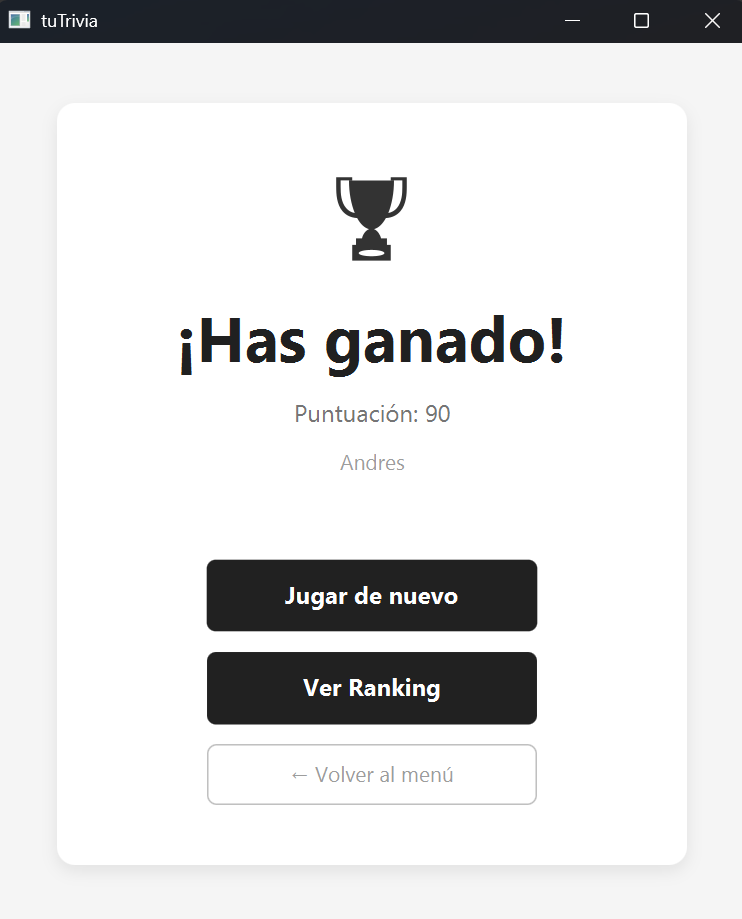 tuTrivia
¡Has ganado!
Puntuación: 90
Andres
Jugar de nuevo
Ver Ranking
← Volver al menú